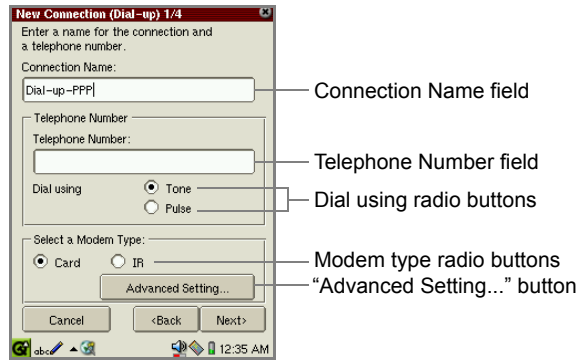 New Connection (Dial-up) 1/4
Enter a name for the connection and
a telephone number.
Connection Name:
Dial-up-PPP
Connection Name field
Telephone Number
Telephone Number:
Telephone Number field
Dial using
Tone
Pulse
Dial using radio buttons
Select a Modem Type:
Card
IR
Modem type radio buttons
Advanced Setting...
“Advanced Setting...” button
Cancel
<Back
Next>
abc
12:35 AM